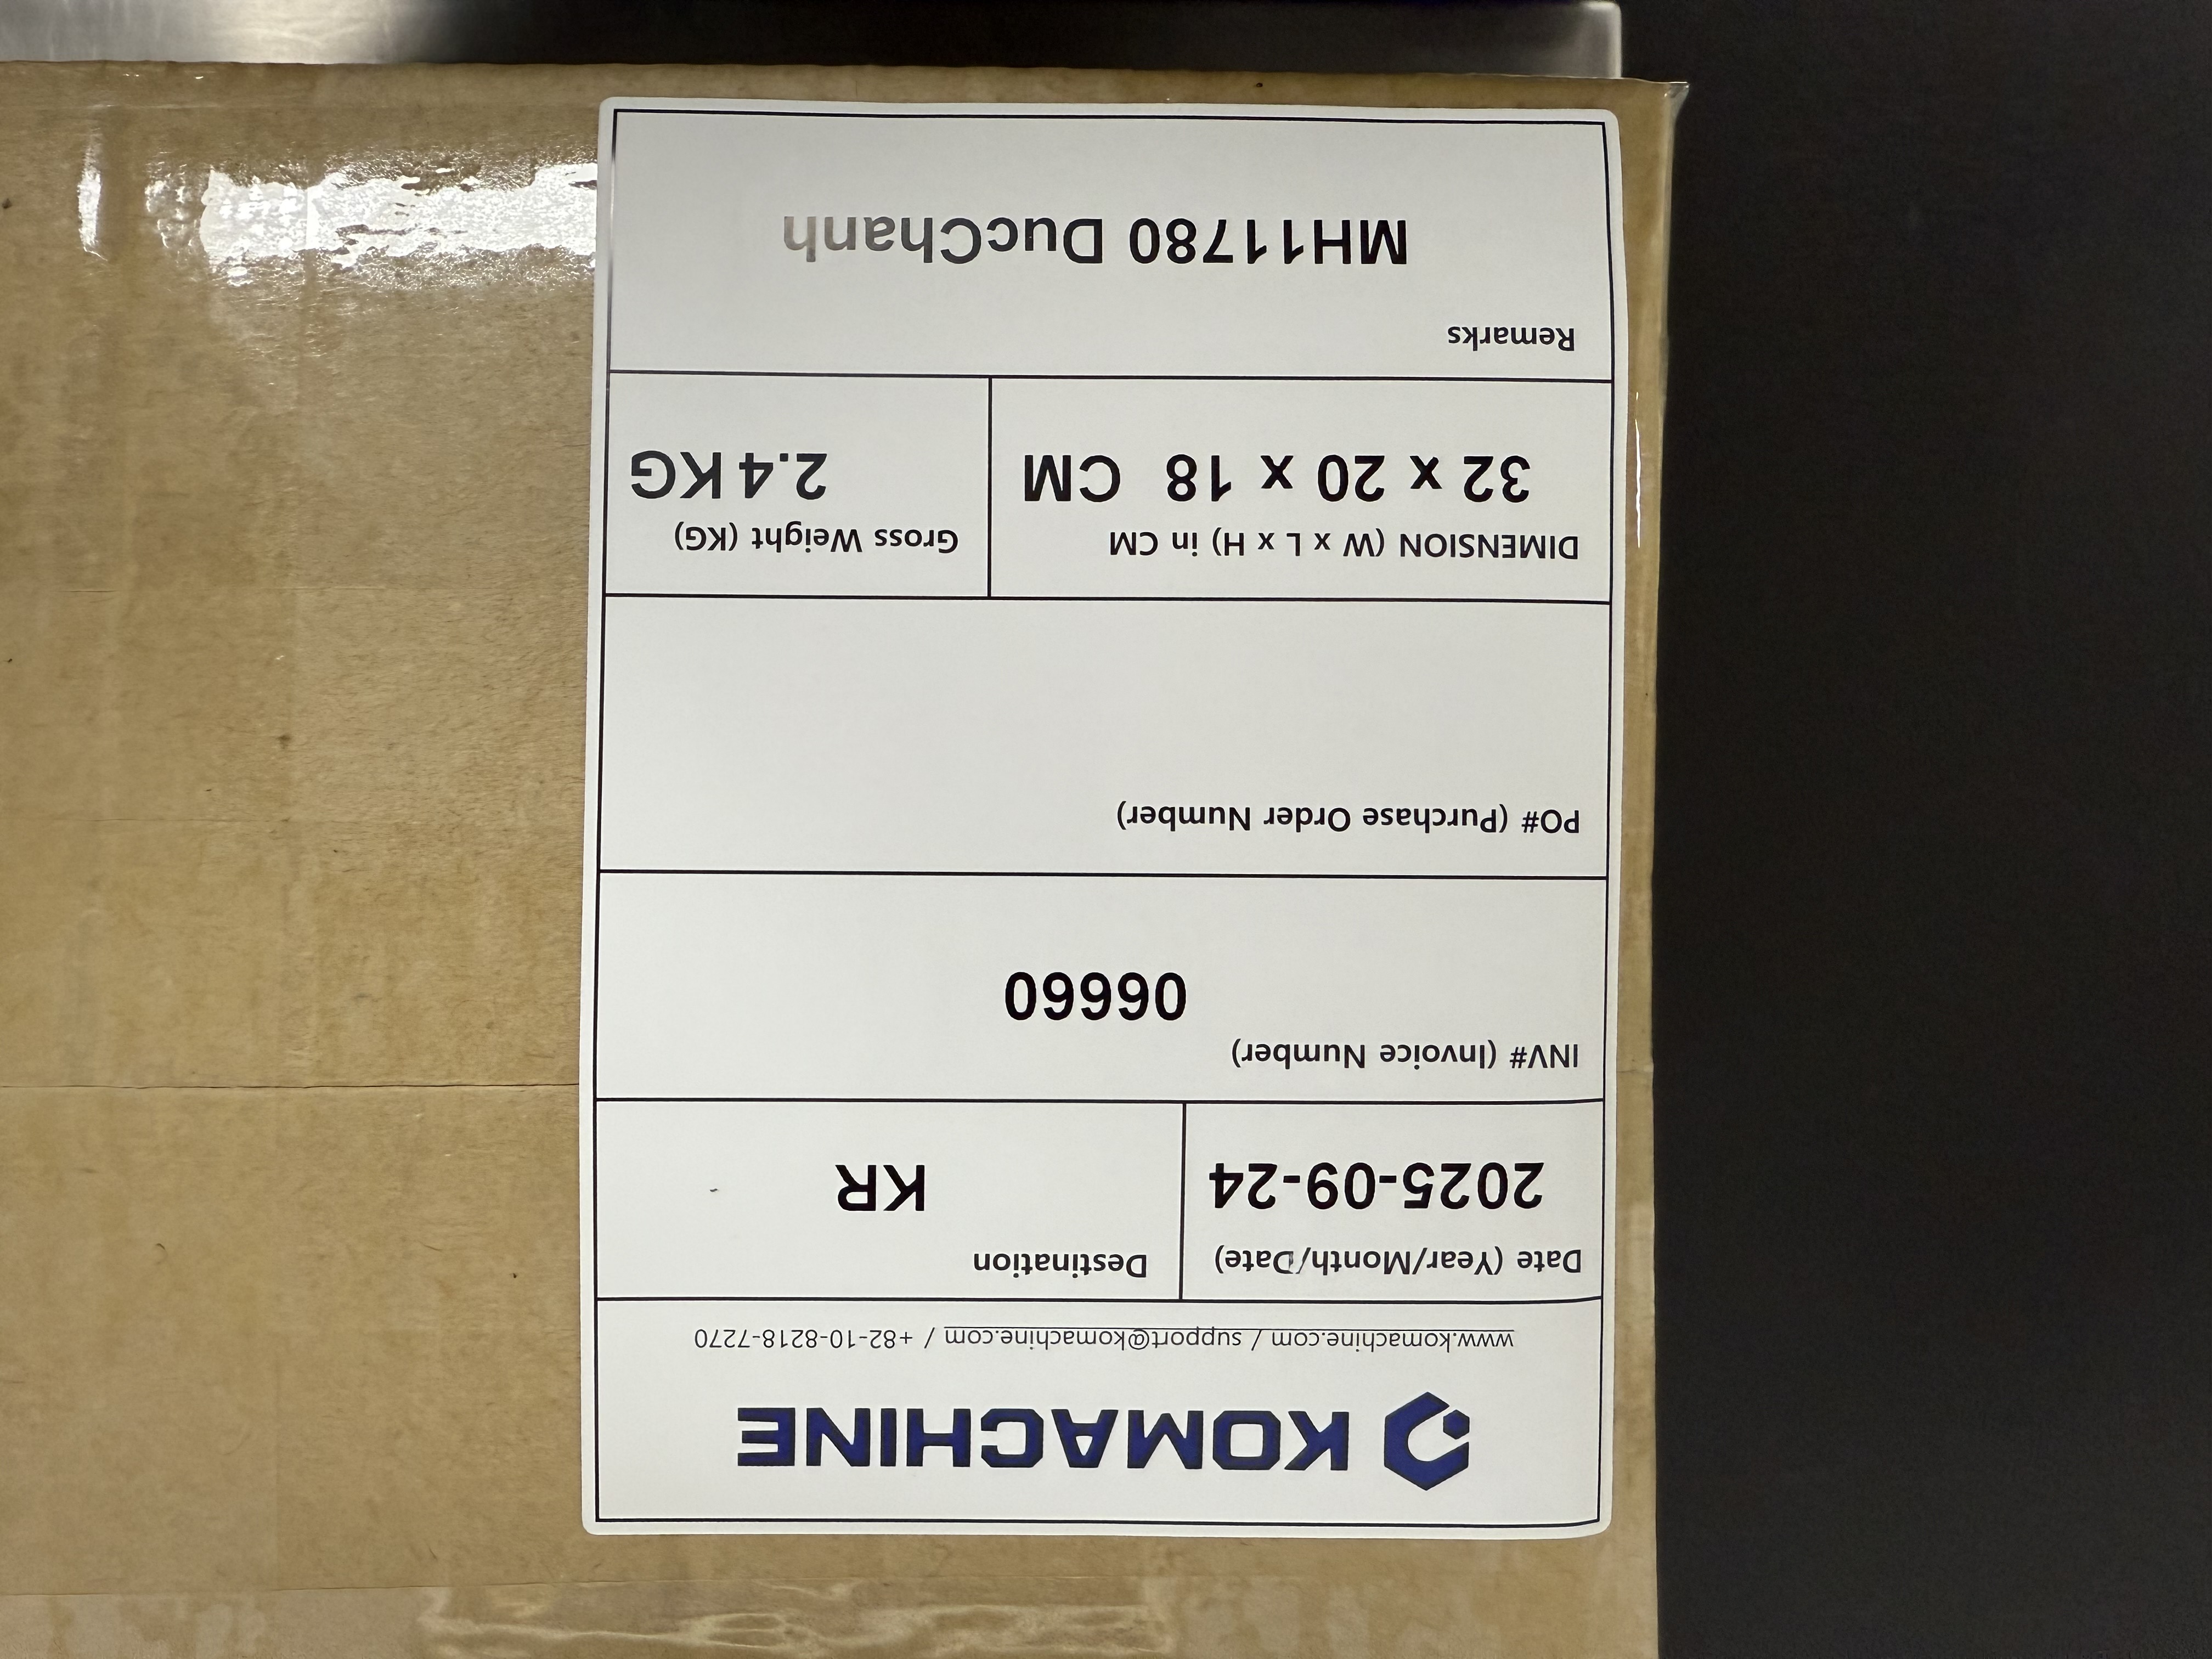 KOMACHINE
www.komachine.com / support@komachine.com / +82-10-8218-7270
Date (Year/Month/Date)
Destination
2025-09-24
KR
INV# (Invoice Number)
06660
PO# (Purchase Order Number)
DIMENSION (W x L x H) in CM
Gross Weight (KG)
32 x 20 x 18 CM
2.4 KG
Remarks
MH11780 DucChanh